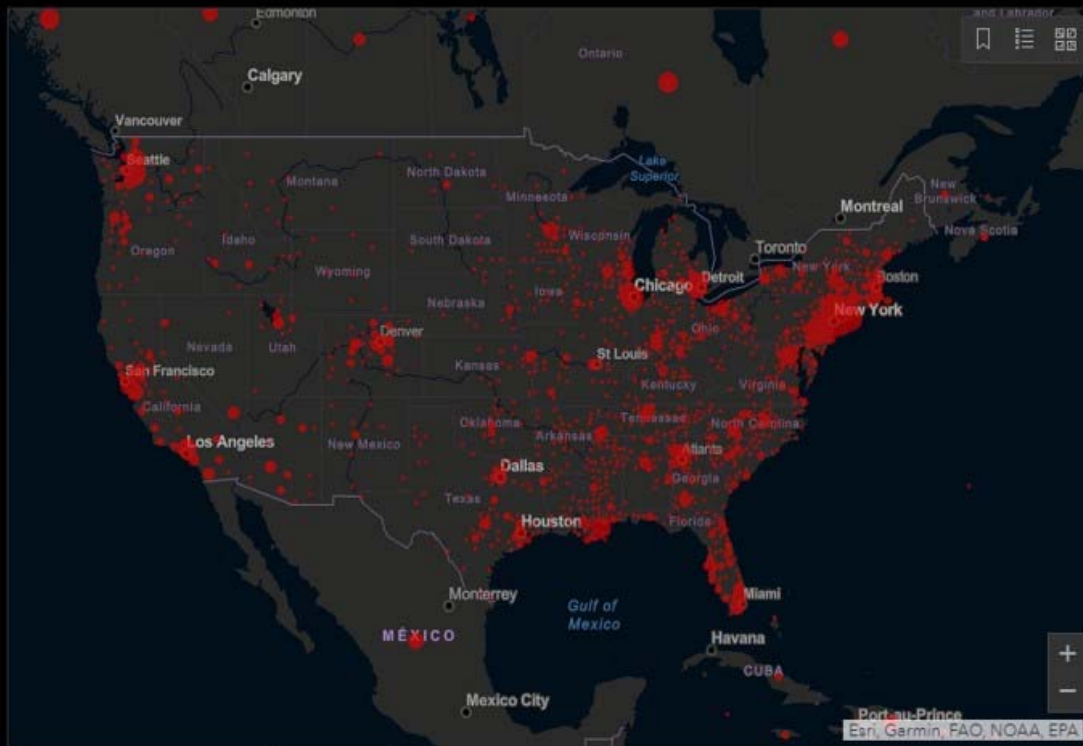 Edmonton
and Labrador
Ontario
Calgary
Vancouver
Seattle
Lake
Superior
Montana
North Dakota
Minnesota
New
Brunswick
Montreal
Nova Scotia
Oregon
Idaho
South Dakota
Wisconsin
Toronto
Wyoming
New York
Detroit
Boston
Chicago
Iowa
Nebraska
New York
Ohio
Denver
Nevada
Utah
St Louis
Kansas
San Francisco
Kentucky
Virginia
California
Tennessee
Oklahoma
North Carolina
Arkansas
Los Angeles
New Mexico
Atlanta
Dallas
Georgia
Texas
Houston
Florida
Miami
Monterrey
Gulf of
Mexico
MÉXICO
Havana
CUBA
Mexico City
Port-au-Prince
Esri, Garmin, FAO, NOAA, EPA